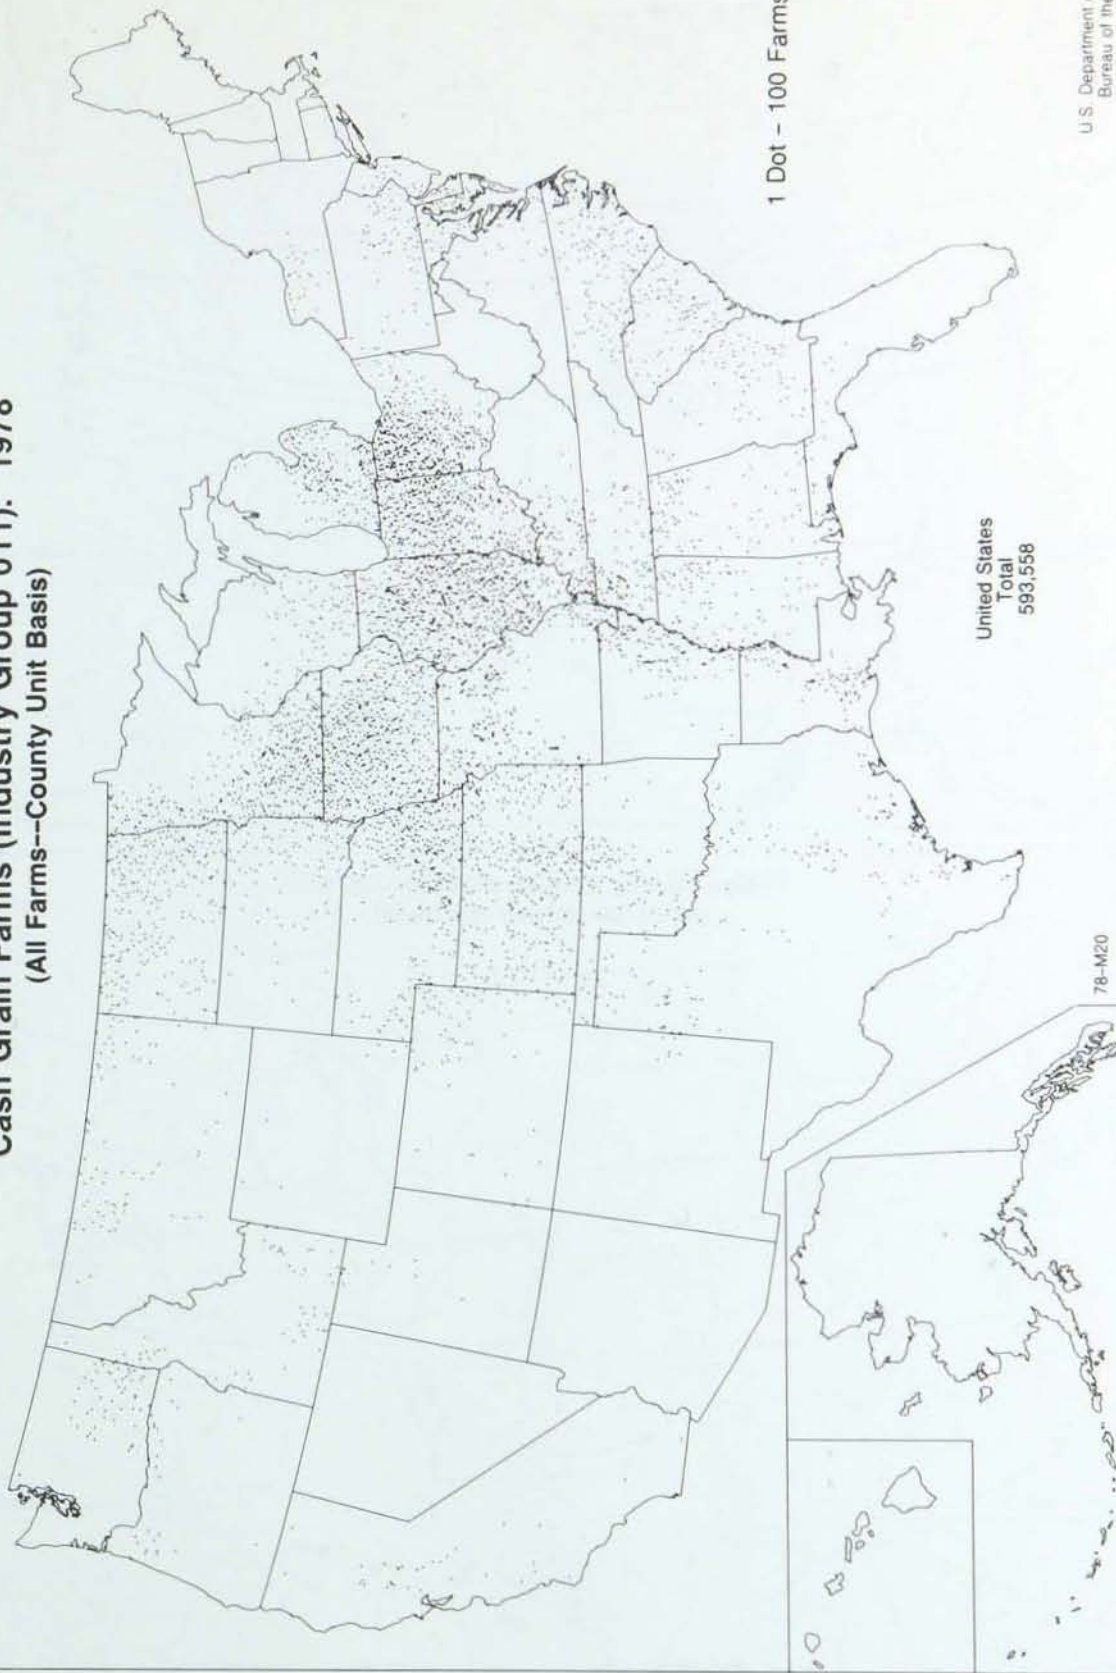 Cash Grain Farms (Industry Group 011): 1978
(All Farms--County Unit Basis)
1 Dot – 100 Farms
United States
Total
593,558
78-M20
U.S. Department
Bureau of the